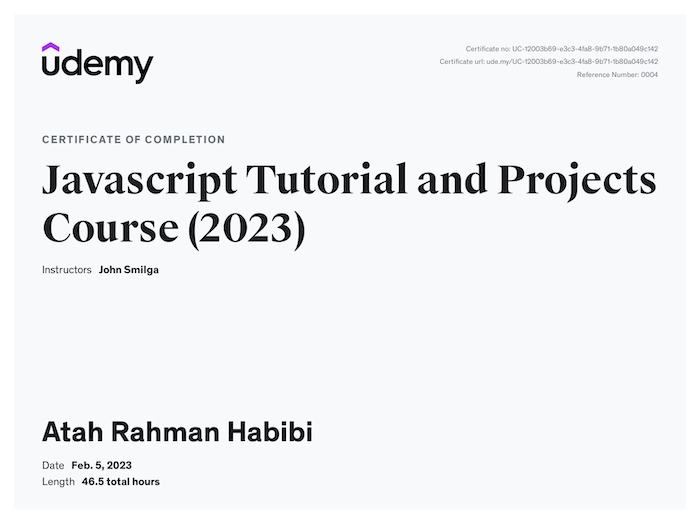 udemy
Certificate no: UC-12003b69-e3c3-4fa8-9b71-1b80a049c142
Certificate url: ude.my/UC-12003b69-e3c3-4fa8-9b71-1b80a049c142
Reference Number: 0004
CERTIFICATE OF COMPLETION
Javascript Tutorial and Projects
Course (2023)
Instructors John Smilga
Atah Rahman Habibi
Date Feb. 5, 2023
Length 46.5 total hours